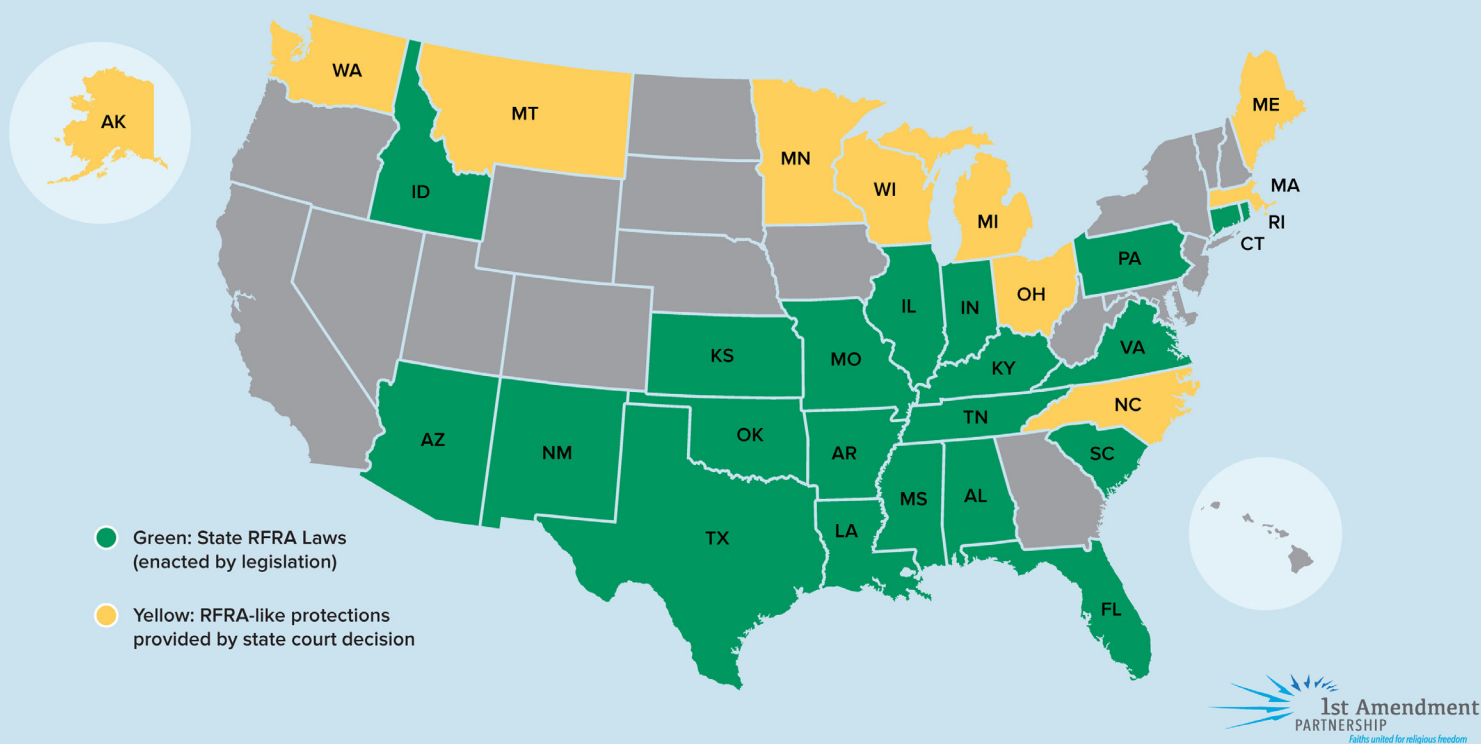 WA
MT
ME
AK
MN
ID
WI
MA
MI
RI
CT
PA
OH
IL
IN
VA
KS
MO
KY
NC
TN
AZ
OK
NM
AR
SC
MS
AL
LA
TX
FL
Green: State RFRA Laws
(enacted by legislation)
Yellow: RFRA-like protections
provided by state court decision
1st Amendment
PARTNERSHIP
Faiths united for religious freedom